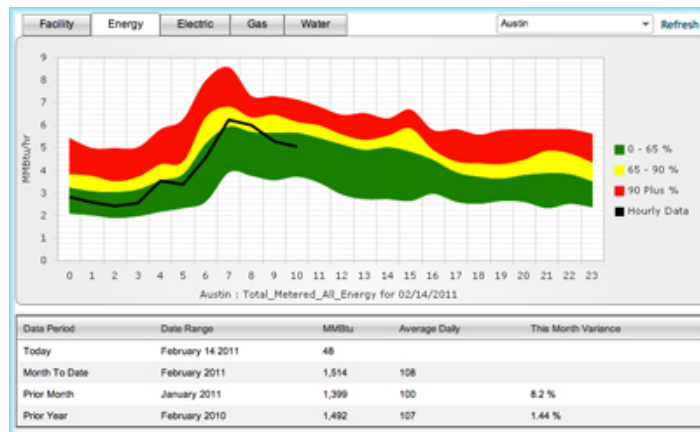 Facility Energy Electric Gas Water Austin Refresh
9
8
7
6
5
4
3
2
1
0
MMBtu/hr
0 - 65 %
65 - 90 %
90 Plus %
Hourly Data
0 1 2 3 4 5 6 7 8 9 10 11 12 13 14 15 16 17 18 19 20 21 22 23
Austin : Total_Metered_All_Energy for 02/14/2011
Data Period Date Range MMBtu Average Daily This Month Variance
Today February 14 2011 48
Month To Date February 2011 1,514 108
Prior Month January 2011 1,399 100 8.2 %
Prior Year February 2010 1,492 107 1.44 %